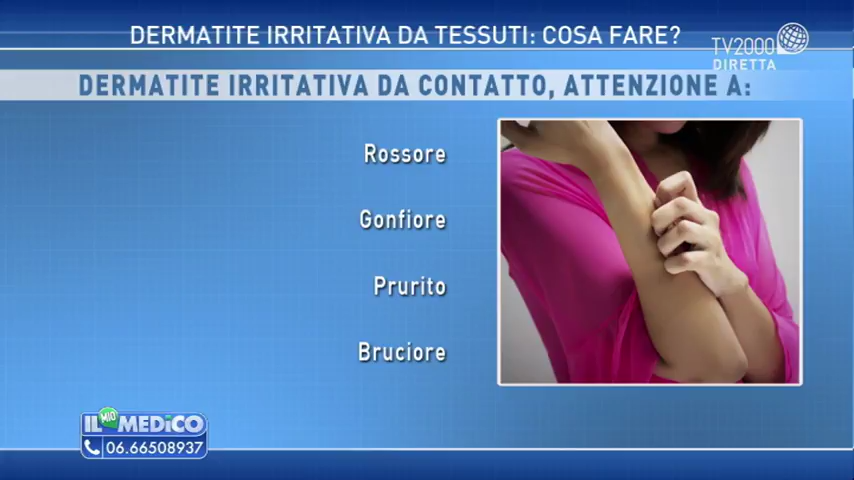 DERMATITE IRRITATIVA DA TESSUTI: COSA FARE?
TV2000
DIRETTA
DERMATITE IRRITATIVA DA CONTATTO, ATTENZIONE A:
Rossore
Gonfiore
Prurito
Bruciore
IL MIO MEDICO
06.66508937